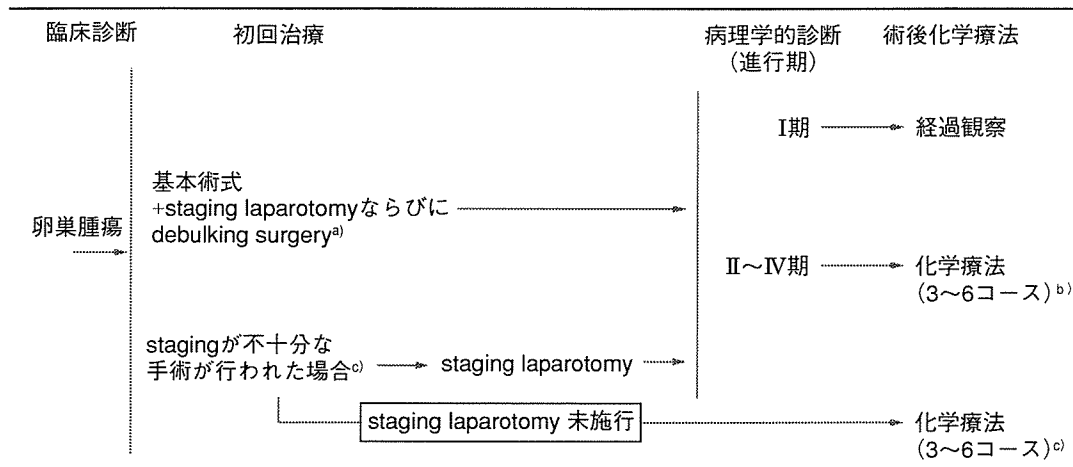 臨床診断 初回治療 病理学的診断 術後化学療法
(進行期)
Ⅰ期 経過観察
基本術式
+staging laparotomyならびに
debulking surgery a)
卵巣腫瘍
Ⅱ〜Ⅳ期 化学療法
(3〜6コース) b)
stagingが不十分な
手術が行われた場合 c) staging laparotomy
staging laparotomy 未施行 化学療法
(3〜6コース) c)